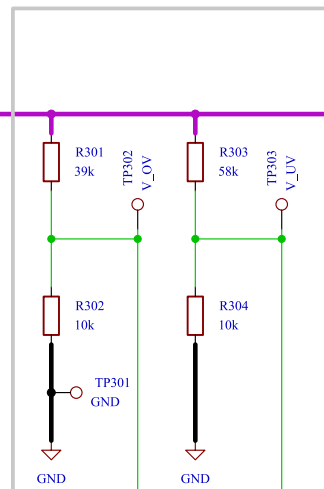 R301
39k
TP302
V_OV
R303
58k
TP303
V_UV
R302
10k
R304
10k
TP301
GND
GND
GND